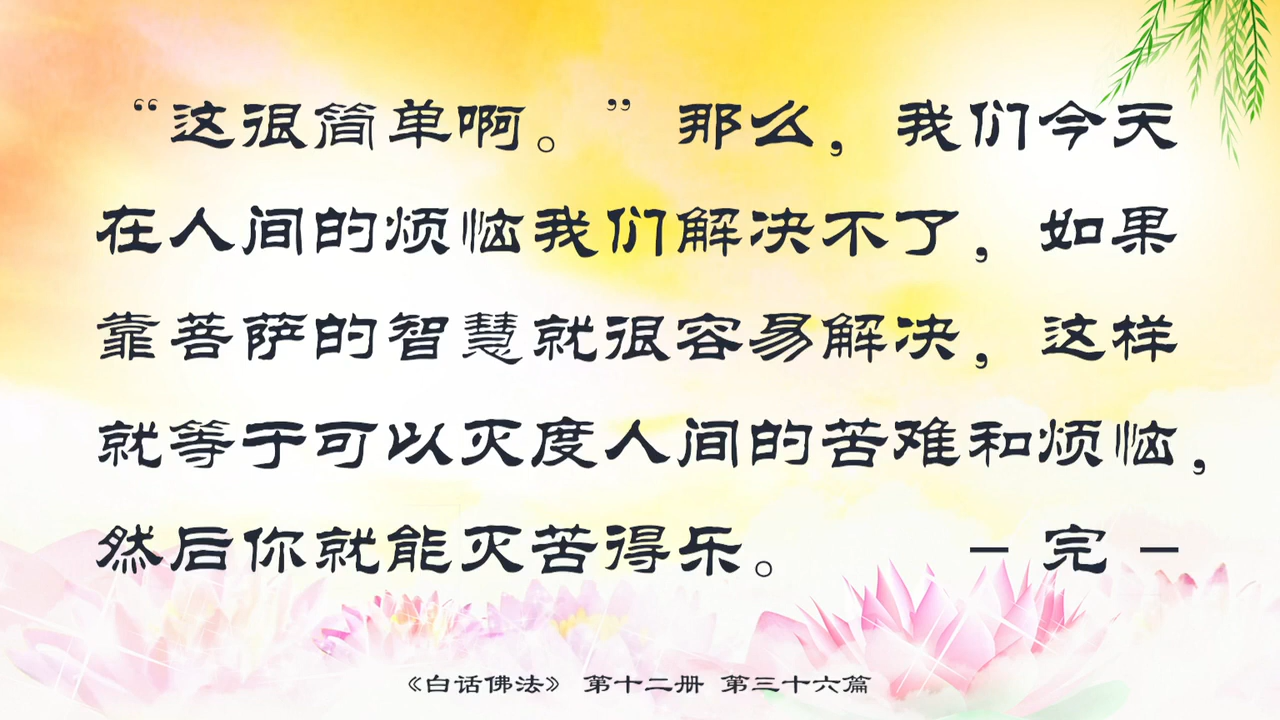 “这很简单啊。”那么，我们今天
在人间的烦恼我们解决不了，如果
靠菩萨的智慧就很容易解决，这样
就等于可以灭度人间的苦难和烦恼，
然后你就能灭苦得乐。 － 完 －
《白话佛法》 第十二册 第三十六篇